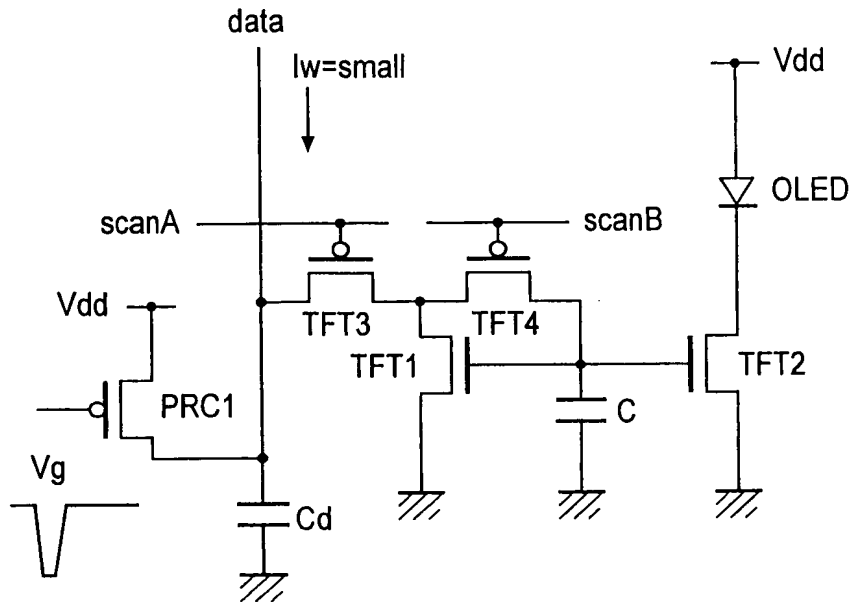 data
Iw=small
Vdd
OLED
scanA
scanB
Vdd
TFT3
TFT4
TFT1
TFT2
PRC1
C
Vg
Cd